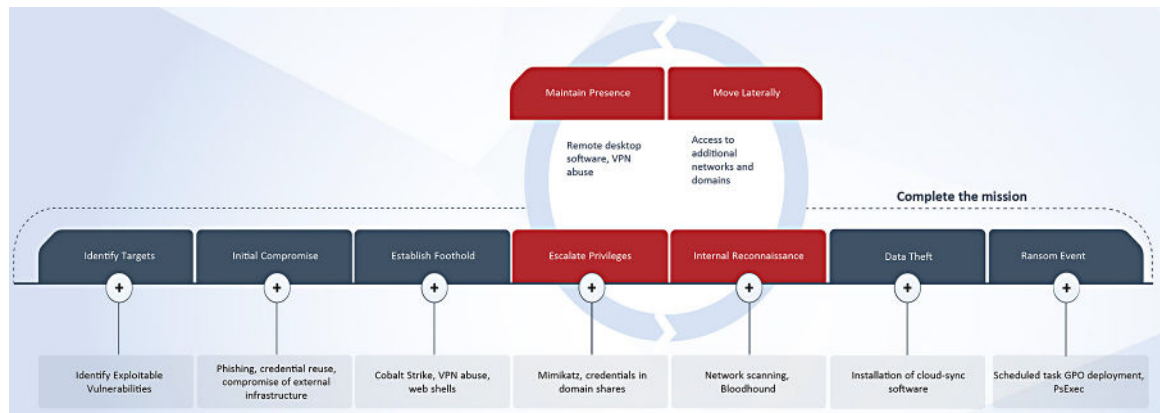 Maintain Presence
Move Laterally
Remote desktop
software, VPN
abuse
Access to
additional
networks and
domains
Complete the mission
Identify Targets
Initial Compromise
Establish Foothold
Escalate Privileges
Internal Reconnaissance
Data Theft
Ransom Event
Identify Exploitable
Vulnerabilities
Phishing, credential reuse,
compromise of external
infrastructure
Cobalt Strike, VPN abuse,
web shells
Mimikatz, credentials in
domain shares
Network scanning,
Bloodhound
Installation of cloud-sync
software
Scheduled task GPO deployment,
PsExec